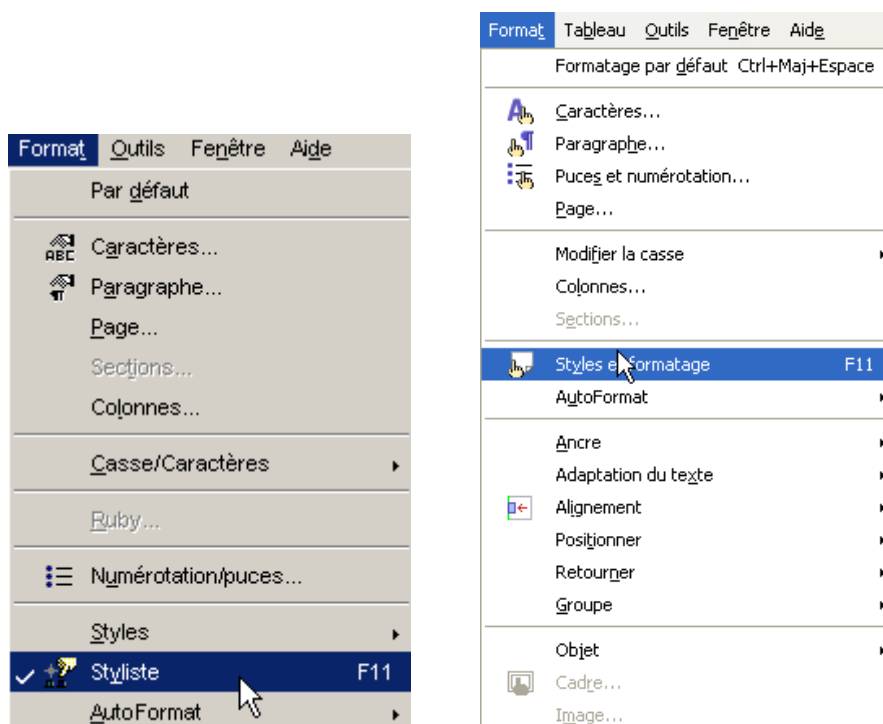 Format Outils Fenêtre Aide
Par défaut
ABC Caractères...
Paragraphe...
Page...
Sections...
Colonnes...
Casse/Caractères
Ruby...
Numérotation/puces...
Styles
Styliste F11
AutoFormat
Format Tableau Outils Fenêtre Aide
Formatage par défaut Ctrl+Maj+Espace
Caractères...
Paragraphe...
Puces et numérotation...
Page...
Modifier la casse
Colonnes...
Sections...
Styles et formatage F11
AutoFormat
Ancre
Adaptation du texte
Alignement
Positionner
Retourner
Groupe
Objet
Cadre...
Image...